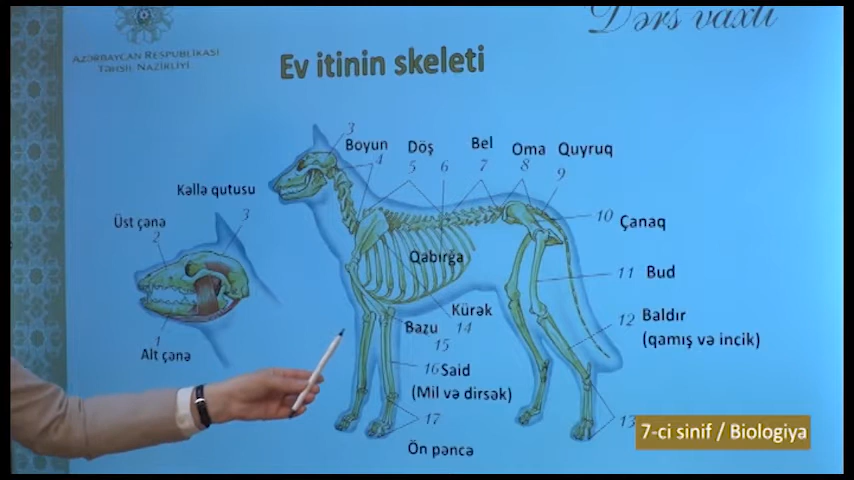 AZƏRBAYCAN RESPUBLİKASI
TƏHSİL NAZİRLİYİ
Dərs vaxtı
Ev itinin skeleti
3
Boyun
Döş
Bel
Oma
Quyruq
4
5
6
7
8
9
Kəllə qutusu
3
Üst çənə
2
10
Çanaq
Qabırğa
11
Bud
Kürək
14
Baldır
(qamış və incik)
12
Bazu
15
1
Alt çənə
16
Said
(Mil və dirsək)
17
13
Ön pəncə
7-ci sinif / Biologiya